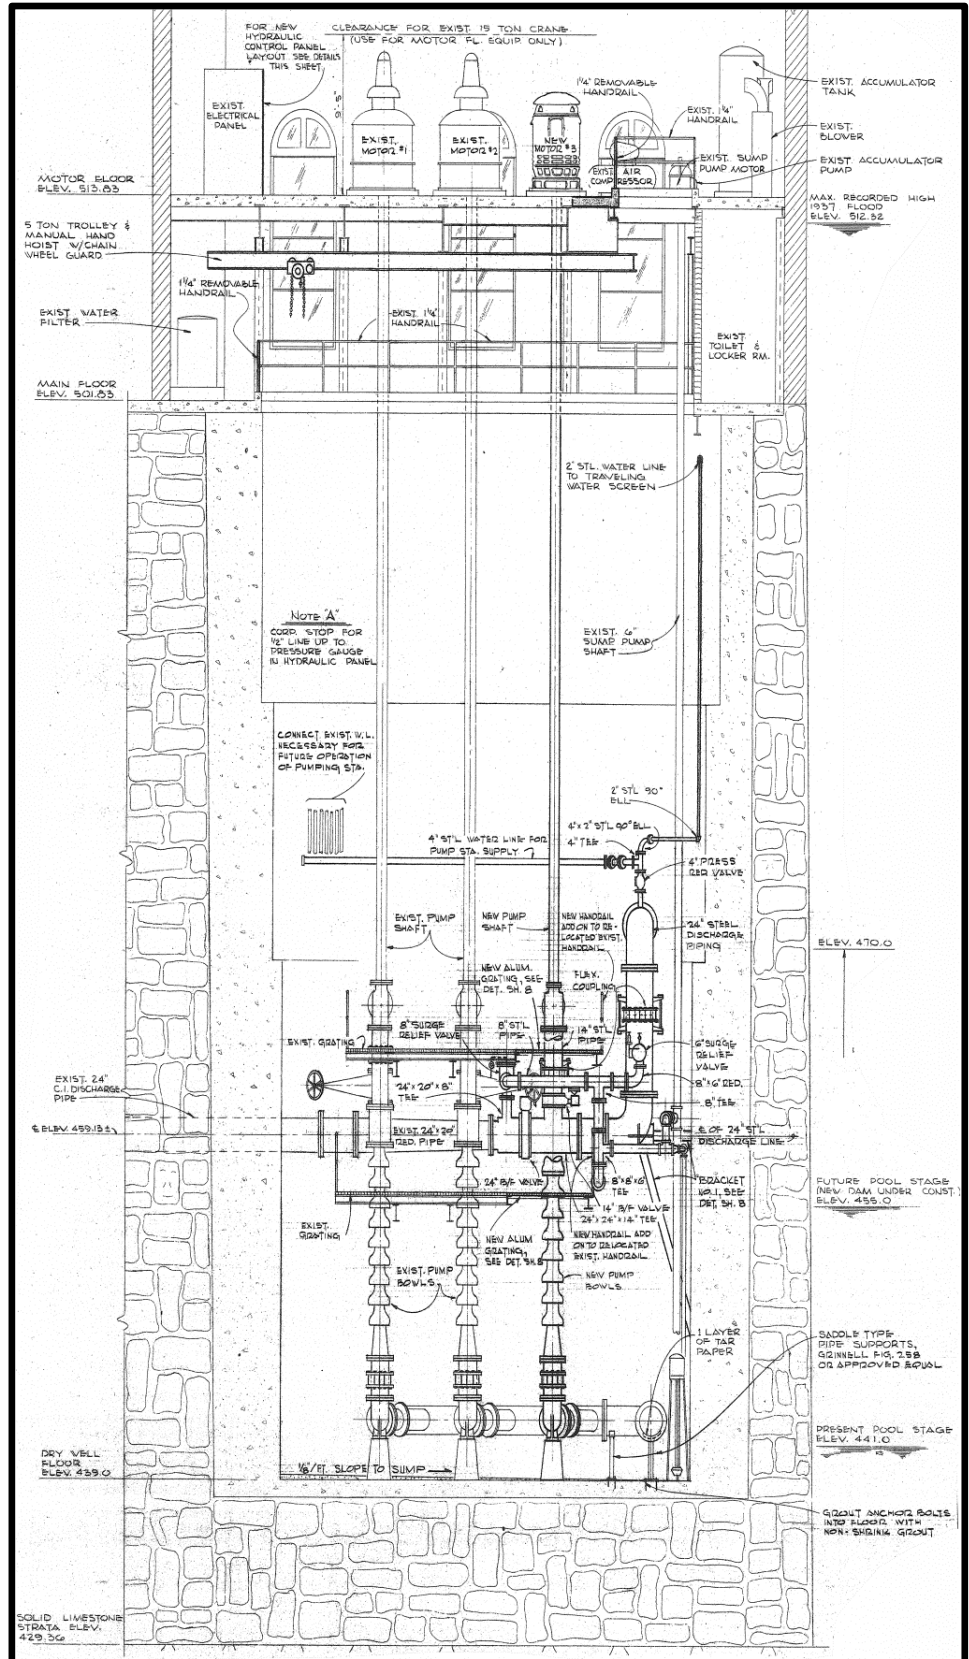 FOR NEW
HYDRAULIC
CONTROL PANEL
LAYOUT SEE DETAILS
THIS SHEET
CLEARANCE FOR EXIST. 15 TON CRANE
(USE FOR MOTOR FL. EQUIP. ONLY)
1¼" REMOVABLE
HANDRAIL
EXIST. ACCUMULATOR
TANK
EXIST.
ELECTRICAL
PANEL
EXIST. 1¼"
HANDRAIL
EXIST.
BLOWER
EXIST.
MOTOR #1
EXIST.
MOTOR #2
NEW
MOTOR #3
EXIST. AIR
COMPRESSOR
EXIST. SUMP
PUMP MOTOR
EXIST. ACCUMULATOR
PUMP
MOTOR FLOOR
ELEV. 513.83
MAX. RECORDED HIGH
1937 FLOOD
ELEV. 512.32
5 TON TROLLEY &
MANUAL HAND
HOIST W/CHAIN
WHEEL GUARD
1¼" REMOVABLE
HANDRAIL
EXIST WATER
FILTER
EXIST. 1¼"
HANDRAIL
EXIST.
TOILET &
LOCKER RM.
MAIN FLOOR
ELEV. 501.83
2" STL. WATER LINE
TO TRAVELING
WATER SCREEN
NOTE "A"
CORP. STOP FOR
½" LINE UP TO
PRESSURE GAUGE
IN HYDRAULIC PANEL
EXIST. 6"
SUMP PUMP
SHAFT
CONNECT EXIST. W.L.
NECESSARY FOR
FUTURE OPERATION
OF PUMPING STA.
2" STL 90°
ELL
4"x 2" ST'L 90° ELL
4" TEE
4" ST'L WATER LINE FOR
PUMP STA. SUPPLY
4" PRESS
RED VALVE
EXIST. PUMP
SHAFT
NEW PUMP
SHAFT
NEW HANDRAIL
ADD ON TO RE-
LOCATED EXIST.
HANDRAIL
24" STEEL
DISCHARGE
PIPING
ELEV. 470.0
NEW ALUM.
GRATING, SEE
DET. SH. 8
FLEX.
COUPLING
8" SURGE
RELIEF VALVE
8" ST'L
PIPE
14" ST'L
PIPE
EXIST. GRATING
6" SURGE
RELIEF
VALVE
EXIST. 24"
C.I. DISCHARGE
PIPE
24" x 20" x 8"
TEE
8"x6" RED.
8" TEE
℄ ELEV. 459.13±
EXIST. 24"x 20"
RED. PIPE
℄ OF 24" ST'L
DISCHARGE LINE
24" B/F VALVE
8"x8"x6"
TEE
BRACKET
NO. 1, SEE
DET. SH. 8
FUTURE POOL STAGE
(NEW DAM UNDER CONST.)
ELEV. 455.0
14" B/F VALVE
24"x 24"x 14" TEE
EXIST.
GRATING
NEW ALUM
GRATING,
SEE DET. SH. 8
NEW HANDRAIL ADD
ON TO RELOCATED
EXIST. HANDRAIL
EXIST. PUMP
BOWLS
NEW PUMP
BOWLS
1 LAYER
OF TAR
PAPER
SADDLE TYPE
PIPE SUPPORTS,
GRINNELL FIG. 258
OR APPROVED EQUAL
PRESENT POOL STAGE
ELEV. 441.0
DRY WELL
FLOOR
ELEV. 439.0
⅛"/FT. SLOPE TO SUMP
GROUT ANCHOR BOLTS
INTO FLOOR WITH
NON-SHRINK GROUT
SOLID LIMESTONE
STRATA ELEV.
429.36